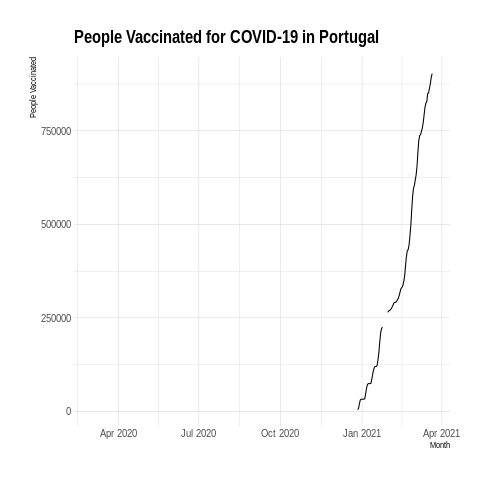 People Vaccinated for COVID-19 in Portugal
People Vaccinated
750000
500000
250000
0
Apr 2020 Jul 2020 Oct 2020 Jan 2021 Apr 2021
Month